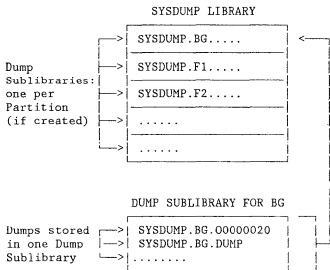 SYSDUMP LIBRARY
SYSDUMP.BG.....
Dump
Sublibraries:
one per
Partition
(if created)
SYSDUMP.F1.....
SYSDUMP.F2.....
......
......
DUMP SUBLIBRARY FOR BG
Dumps stored
in one Dump
Sublibrary
SYSDUMP.BG.O0000020
SYSDUMP.BG.DUMP
........